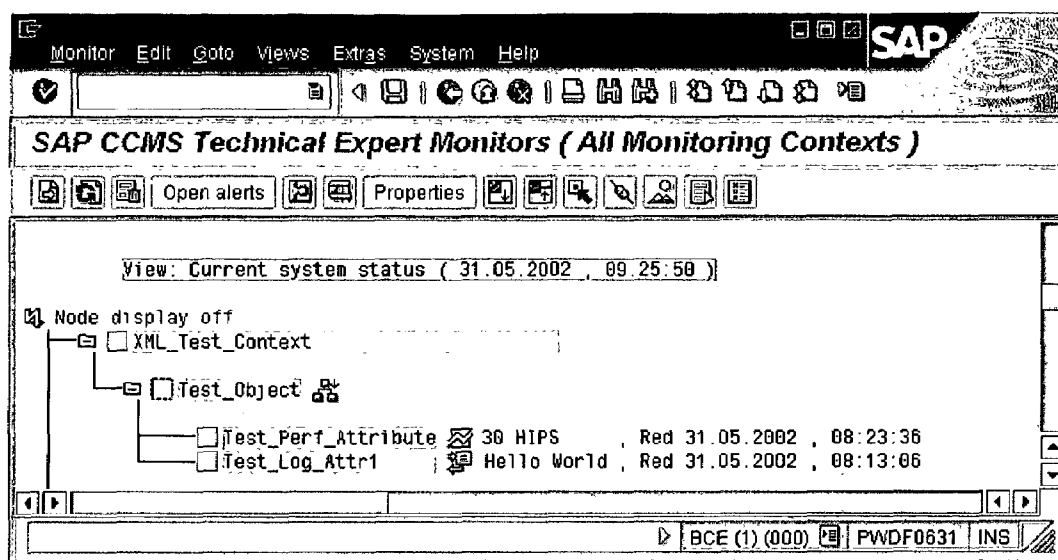 Monitor Edit Goto Views Extras System Help
SAP
SAP CCMS Technical Expert Monitors ( All Monitoring Contexts )
Open alerts Properties
View: Current system status ( 31.05.2002 , 09.25:50 )
Node display off
XML_Test_Context
Test_Object
Test_Perf_Attribute 30 HIPS , Red 31.05.2002 , 08:23:36
Test_Log_Attr1 Hello World , Red 31.05.2002 , 08:13:06
BCE (1) (000) PWDF0631 INS